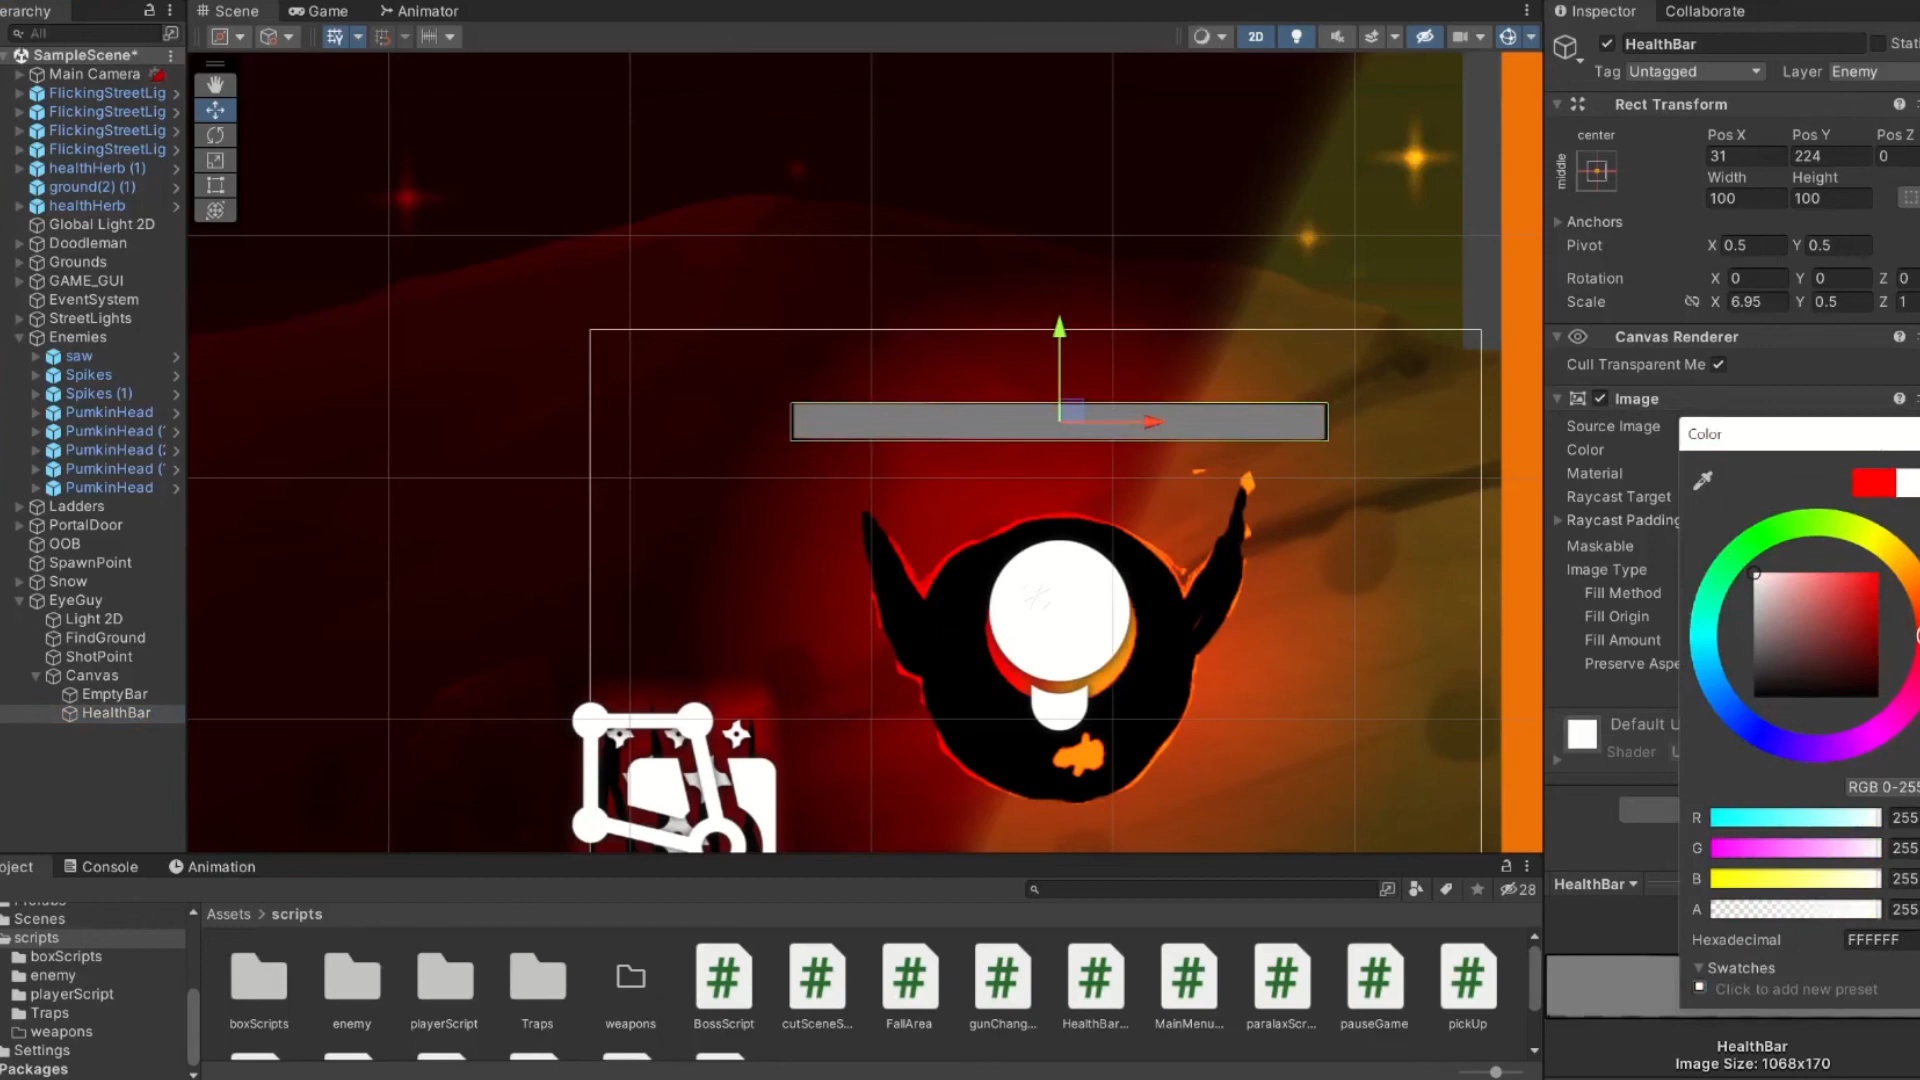 erarchy
Scene
Game
Animator
Inspector
Collaborate
All
2D
HealthBar
Stati
SampleScene*
Tag
Untagged
Layer
Enemy
Main Camera
FlickingStreetLig
FlickingStreetLig
FlickingStreetLig
FlickingStreetLig
healthHerb (1)
ground(2) (1)
healthHerb
Global Light 2D
Doodleman
Grounds
GAME_GUI
EventSystem
StreetLights
Enemies
saw
Spikes
Spikes (1)
PumkinHead
PumkinHead (
PumkinHead (
PumkinHead (
PumkinHead
Ladders
PortalDoor
OOB
SpawnPoint
Snow
EyeGuy
Light 2D
FindGround
ShotPoint
Canvas
EmptyBar
HealthBar
Rect Transform
center
middle
Pos X
Pos Y
Pos Z
31
224
0
Width
Height
100
100
Anchors
Pivot
X 0.5
Y 0.5
Rotation
X 0
Y 0
Z 0
Scale
X 6.95
Y 0.5
Z 1
Canvas Renderer
Cull Transparent Me
Image
Source Image
Color
Material
Raycast Target
Raycast Padding
Maskable
Image Type
Fill Method
Fill Origin
Fill Amount
Preserve Aspe
Default U
Shader
Color
RGB 0-255
R 255
G 255
B 255
A 255
Hexadecimal
FFFFFF
Swatches
Click to add new preset
HealthBar
HealthBar
Image Size: 1068x170
oject
Console
Animation
28
Scenes
scripts
boxScripts
enemy
playerScript
Traps
weapons
Settings
Packages
Assets > scripts
boxScripts
enemy
playerScript
Traps
weapons
BossScript
cutSceneS...
FallArea
gunChang...
HealthBar...
MainMenu...
paralaxScr...
pauseGame
pickUp